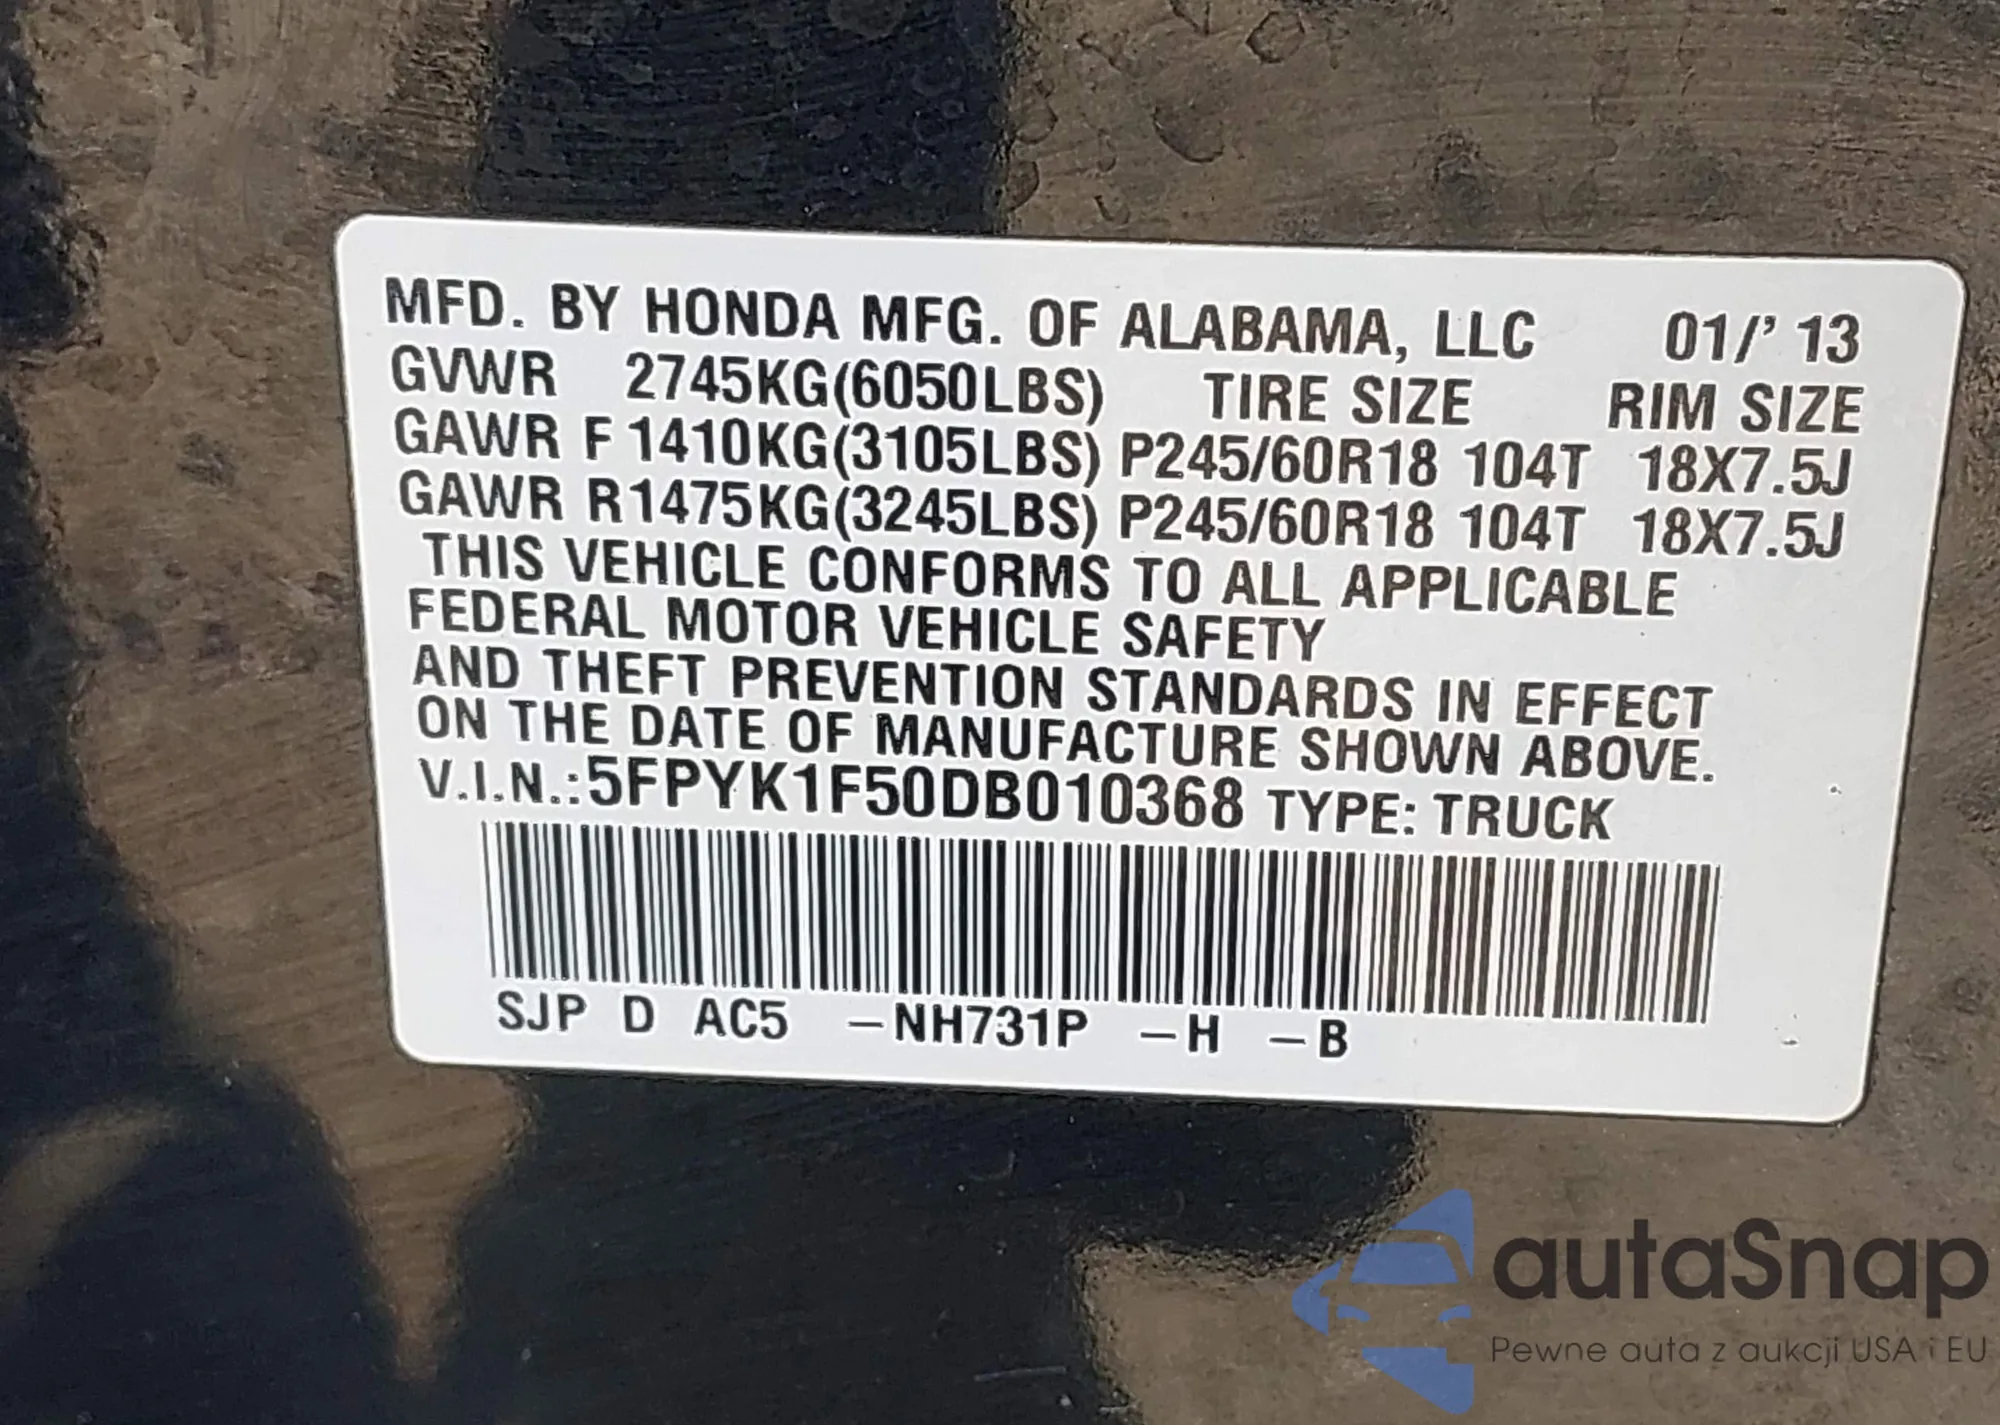 MFD. BY HONDA MFG. OF ALABAMA, LLC 01/'13
GVWR 2745KG(6050LBS) TIRE SIZE RIM SIZE
GAWR F 1410KG(3105LBS) P245/60R18 104T 18X7.5J
GAWR R1475KG(3245LBS) P245/60R18 104T 18X7.5J
THIS VEHICLE CONFORMS TO ALL APPLICABLE
FEDERAL MOTOR VEHICLE SAFETY
AND THEFT PREVENTION STANDARDS IN EFFECT
ON THE DATE OF MANUFACTURE SHOWN ABOVE.
V.I.N.:5FPYK1F50DB010368 TYPE: TRUCK
SJP D AC5 –NH731P –H –B
autaSnap
Pewne auta z aukcji USA i EU